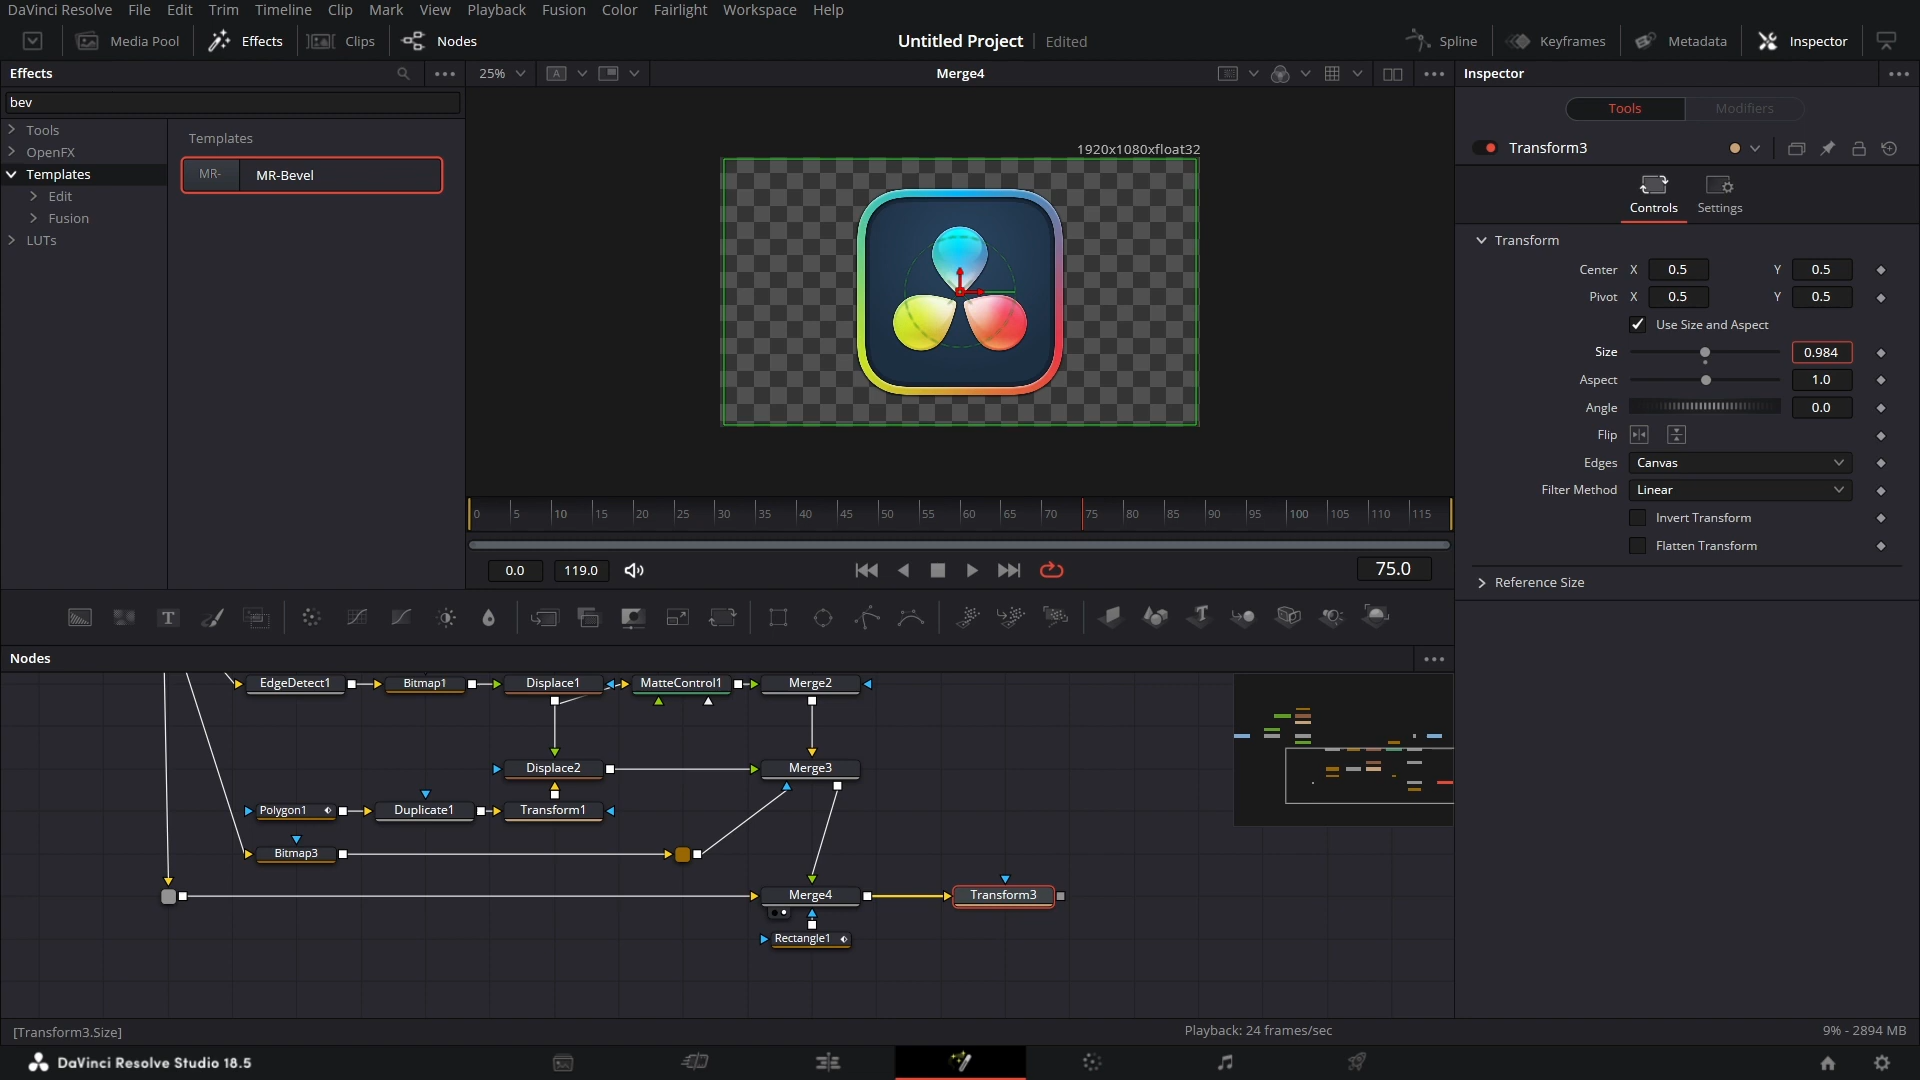 DaVinci Resolve File Edit Trim Timeline Clip Mark View Playback Fusion Color Fairlight Workspace Help
Media Pool Effects Clips Nodes Untitled Project Edited Spline Keyframes Metadata Inspector
Effects 25% A Merge4 Inspector
bev
Tools
OpenFX
Templates
Edit
Fusion
LUTs
Templates
MR- MR-Bevel
1920x1080xfloat32
0 5 10 15 20 25 30 35 40 45 50 55 60 65 70 75 80 85 90 95 100 105 110 115
0.0 119.0 75.0
Tools Modifiers
Transform3
Controls Settings
Transform
Center X 0.5 Y 0.5
Pivot X 0.5 Y 0.5
Use Size and Aspect
Size 0.984
Aspect 1.0
Angle 0.0
Flip
Edges Canvas
Filter Method Linear
Invert Transform
Flatten Transform
Reference Size
T T
Nodes
EdgeDetect1 Bitmap1 Displace1 MatteControl1 Merge2
Displace2 Merge3
Polygon1 Duplicate1 Transform1
Bitmap3
Merge4 Transform3
Rectangle1
[Transform3.Size] Playback: 24 frames/sec 9% - 2894 MB
DaVinci Resolve Studio 18.5